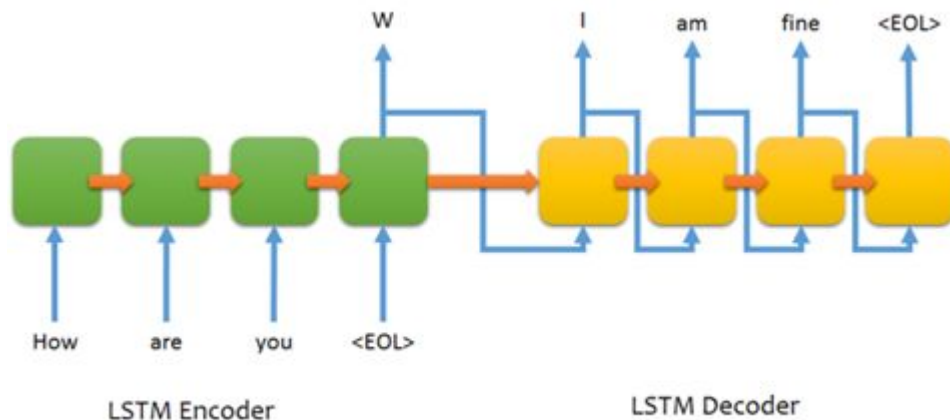 W I am fine <EOL>
How are you <EOL>
LSTM Encoder LSTM Decoder